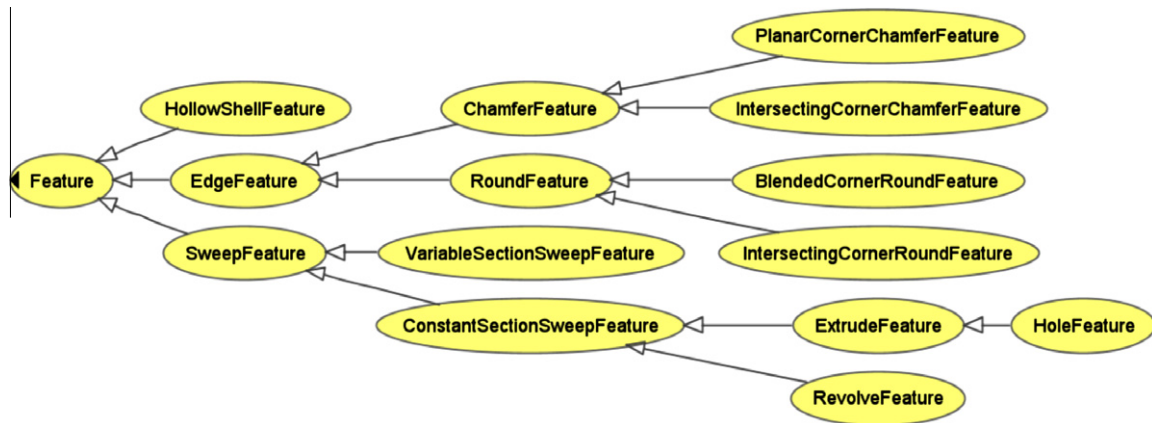 PlanarCornerChamferFeature
HollowShellFeature
ChamferFeature
IntersectingCornerChamferFeature
Feature
EdgeFeature
RoundFeature
BlendedCornerRoundFeature
SweepFeature
VariableSectionSweepFeature
IntersectingCornerRoundFeature
ConstantSectionSweepFeature
ExtrudeFeature
HoleFeature
RevolveFeature